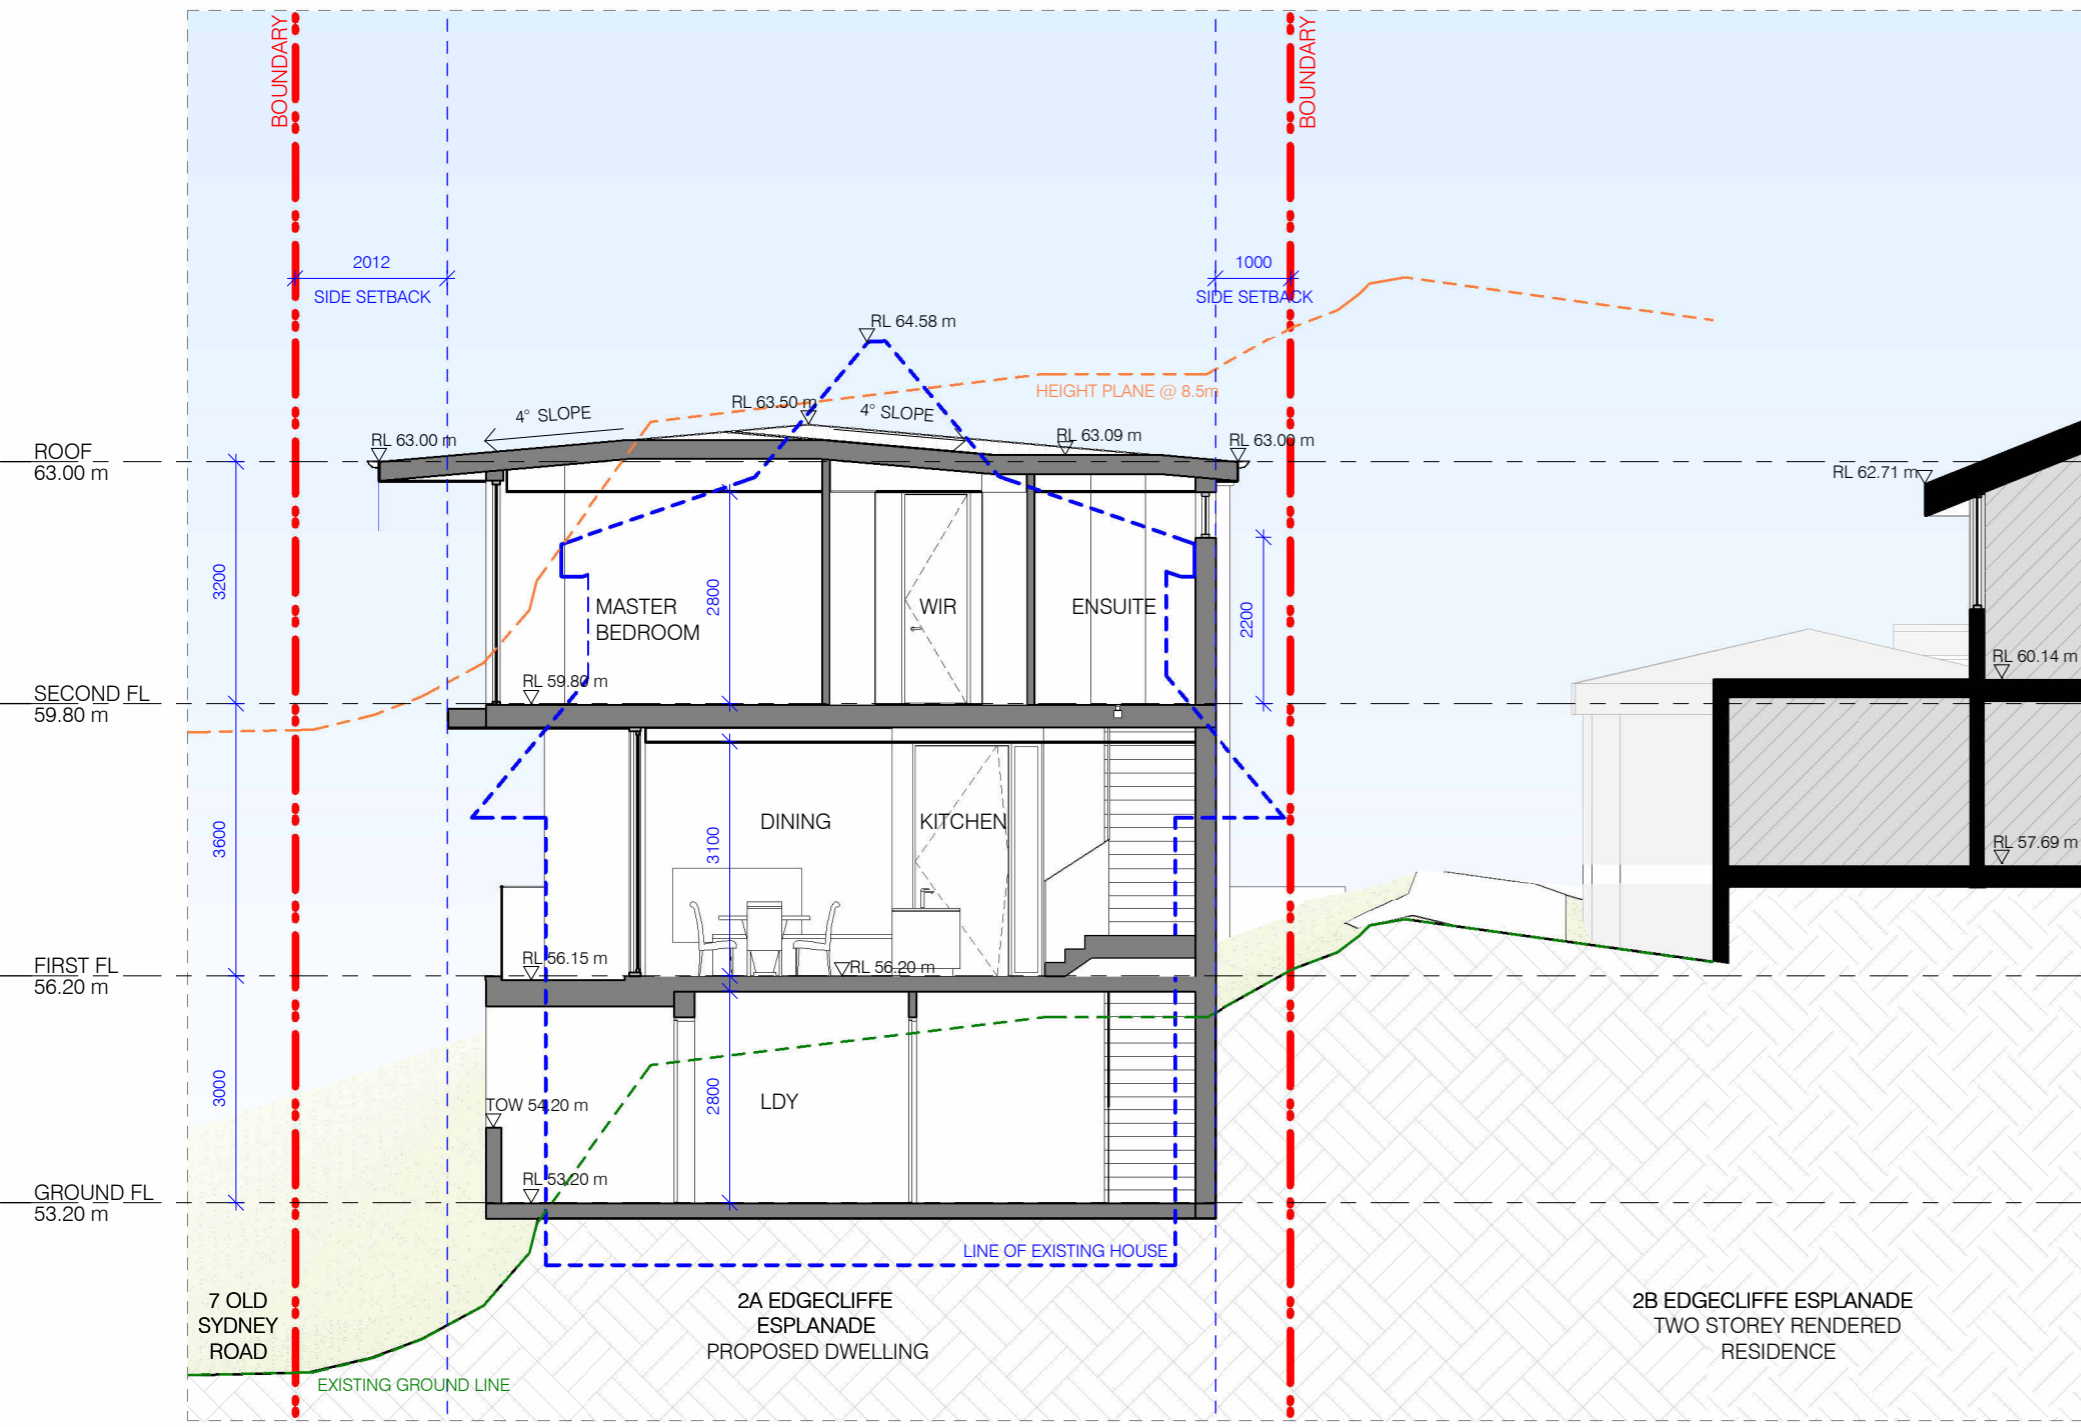 BOUNDARY
BOUNDARY
2012
SIDE SETBACK
1000
SIDE SETBACK
RL 64.58 m
HEIGHT PLANE @ 8.5m
RL 63.50 m
4° SLOPE
4° SLOPE
RL 63.00 m
RL 63.09 m
RL 63.00 m
ROOF
63.00 m
RL 62.71 m
3200
2800
2200
MASTER
BEDROOM
WIR
ENSUITE
RL 60.14 m
RL 59.80 m
SECOND FL
59.80 m
3600
3100
DINING
KITCHEN
RL 57.69 m
RL 56.15 m
RL 56.20 m
FIRST FL
56.20 m
3000
2800
LDY
TOW 54.20 m
RL 53.20 m
GROUND FL
53.20 m
LINE OF EXISTING HOUSE
7 OLD
SYDNEY
ROAD
2A EDGECLIFFE
ESPLANADE
PROPOSED DWELLING
2B EDGECLIFFE ESPLANADE
TWO STOREY RENDERED
RESIDENCE
EXISTING GROUND LINE